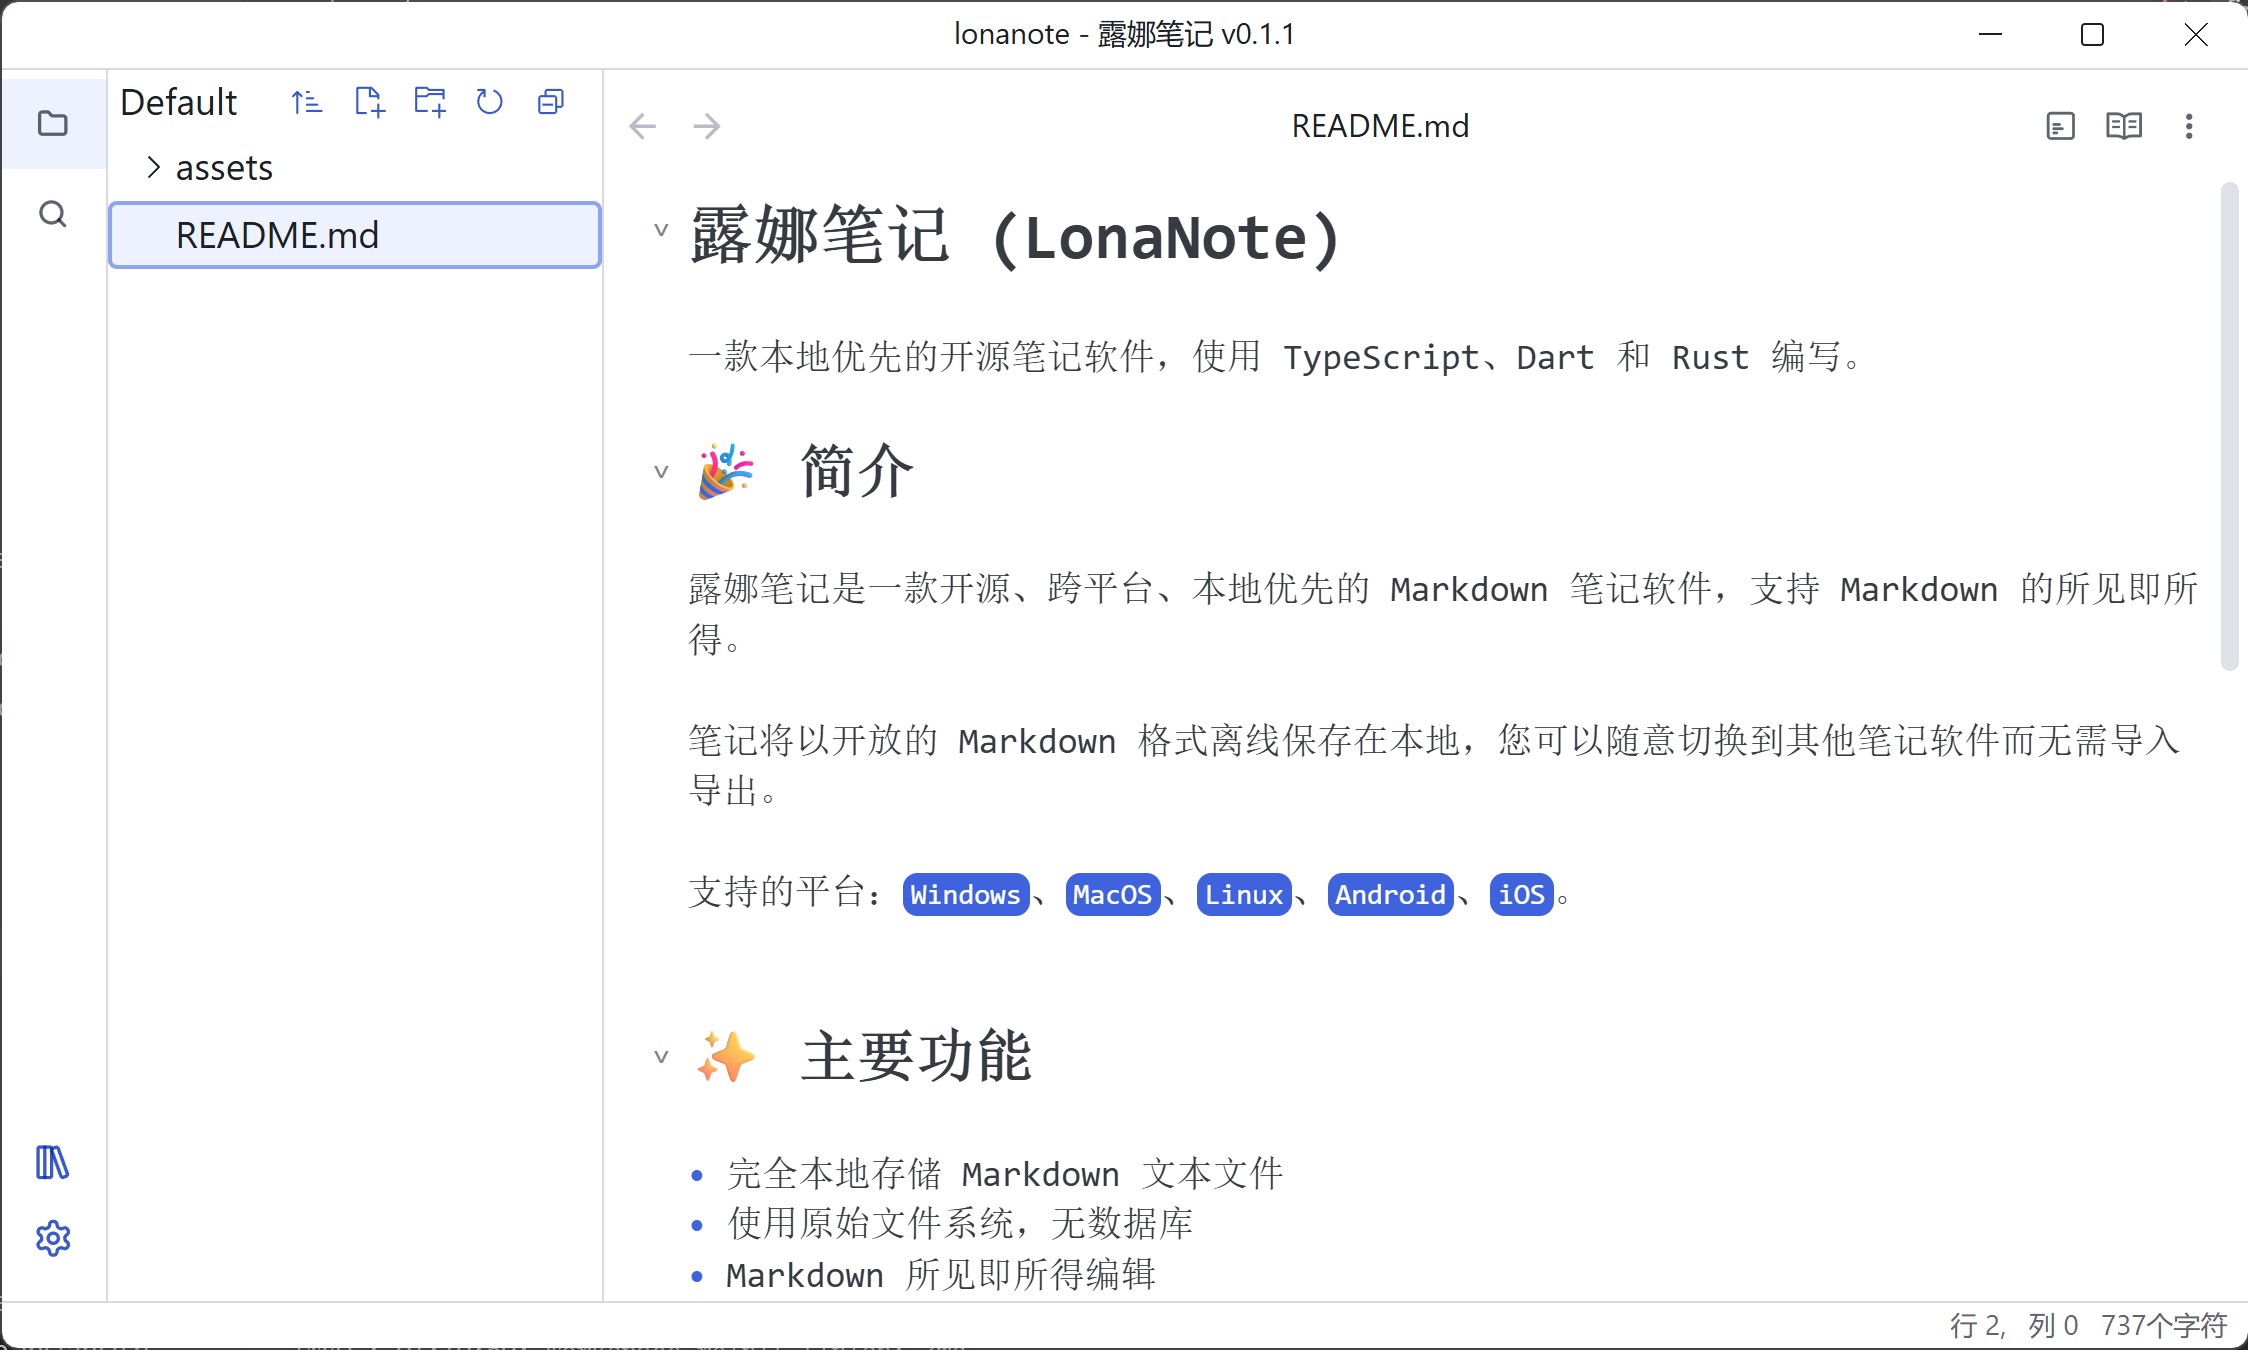 lonanote - 露娜笔记 v0.1.1
Default
assets
README.md
README.md
露娜笔记 (LonaNote)
一款本地优先的开源笔记软件，使用 TypeScript、Dart 和 Rust 编写。
🎉 简介
露娜笔记是一款开源、跨平台、本地优先的 Markdown 笔记软件，支持 Markdown 的所见即所
得。
笔记将以开放的 Markdown 格式离线保存在本地，您可以随意切换到其他笔记软件而无需导入
导出。
支持的平台：Windows、MacOS、Linux、Android、iOS。
✨ 主要功能
• 完全本地存储 Markdown 文本文件
• 使用原始文件系统，无数据库
• Markdown 所见即所得编辑
行 2, 列 0 737个字符